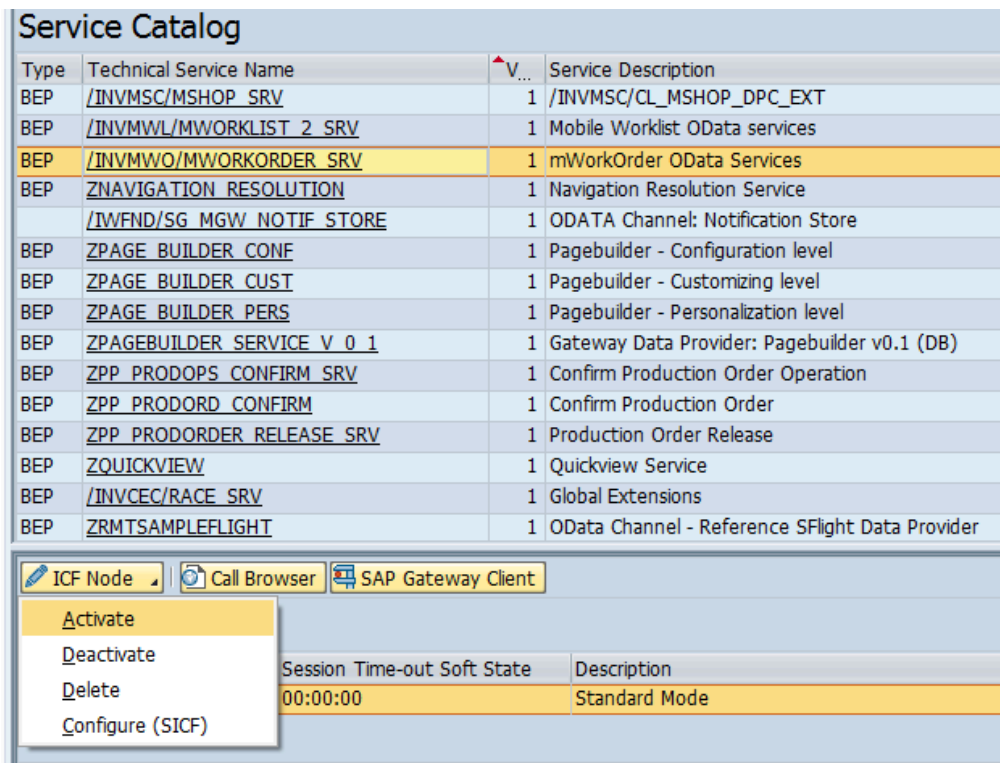 Service Catalog
Type Technical Service Name V... Service Description
BEP /INVMSC/MSHOP_SRV 1 /INVMSC/CL_MSHOP_DPC_EXT
BEP /INVMWL/MWORKLIST_2_SRV 1 Mobile Worklist OData services
BEP /INVMWO/MWORKORDER_SRV 1 mWorkOrder OData Services
BEP ZNAVIGATION_RESOLUTION 1 Navigation Resolution Service
/IWFND/SG_MGW_NOTIF_STORE 1 ODATA Channel: Notification Store
BEP ZPAGE_BUILDER_CONF 1 Pagebuilder - Configuration level
BEP ZPAGE_BUILDER_CUST 1 Pagebuilder - Customizing level
BEP ZPAGE_BUILDER_PERS 1 Pagebuilder - Personalization level
BEP ZPAGEBUILDER_SERVICE_V_0_1 1 Gateway Data Provider: Pagebuilder v0.1 (DB)
BEP ZPP_PRODOPS_CONFIRM_SRV 1 Confirm Production Order Operation
BEP ZPP_PRODORD_CONFIRM 1 Confirm Production Order
BEP ZPP_PRODORDER_RELEASE_SRV 1 Production Order Release
BEP ZQUICKVIEW 1 Quickview Service
BEP /INVCEC/RACE_SRV 1 Global Extensions
BEP ZRMTSAMPLEFLIGHT 1 OData Channel - Reference SFlight Data Provider
ICF Node Call Browser SAP Gateway Client
Activate
Deactivate
Session Time-out Soft State Description
Delete
00:00:00 Standard Mode
Configure (SICF)